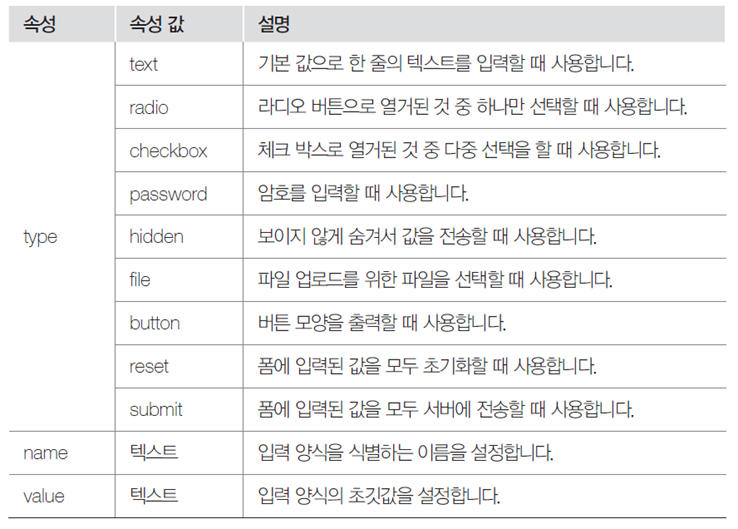 속성 속성 값 설명
text 기본 값으로 한 줄의 텍스트를 입력할 때 사용합니다.
radio 라디오 버튼으로 열거된 것 중 하나만 선택할 때 사용합니다.
checkbox 체크 박스로 열거된 것 중 다중 선택을 할 때 사용합니다.
password 암호를 입력할 때 사용합니다.
type hidden 보이지 않게 숨겨서 값을 전송할 때 사용합니다.
file 파일 업로드를 위한 파일을 선택할 때 사용합니다.
button 버튼 모양을 출력할 때 사용합니다.
reset 폼에 입력된 값을 모두 초기화할 때 사용합니다.
submit 폼에 입력된 값을 모두 서버에 전송할 때 사용합니다.
name 텍스트 입력 양식을 식별하는 이름을 설정합니다.
value 텍스트 입력 양식의 초깃값을 설정합니다.